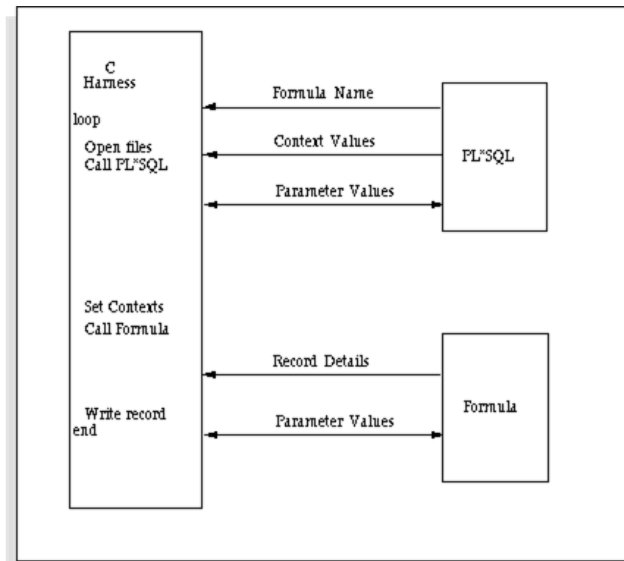 C
Harness
loop
Open files
Call PL*SQL
Set Contexts
Call Formula
Write record
end
Formula Name
Context Values
Parameter Values
PL*SQL
Record Details
Parameter Values
Formula